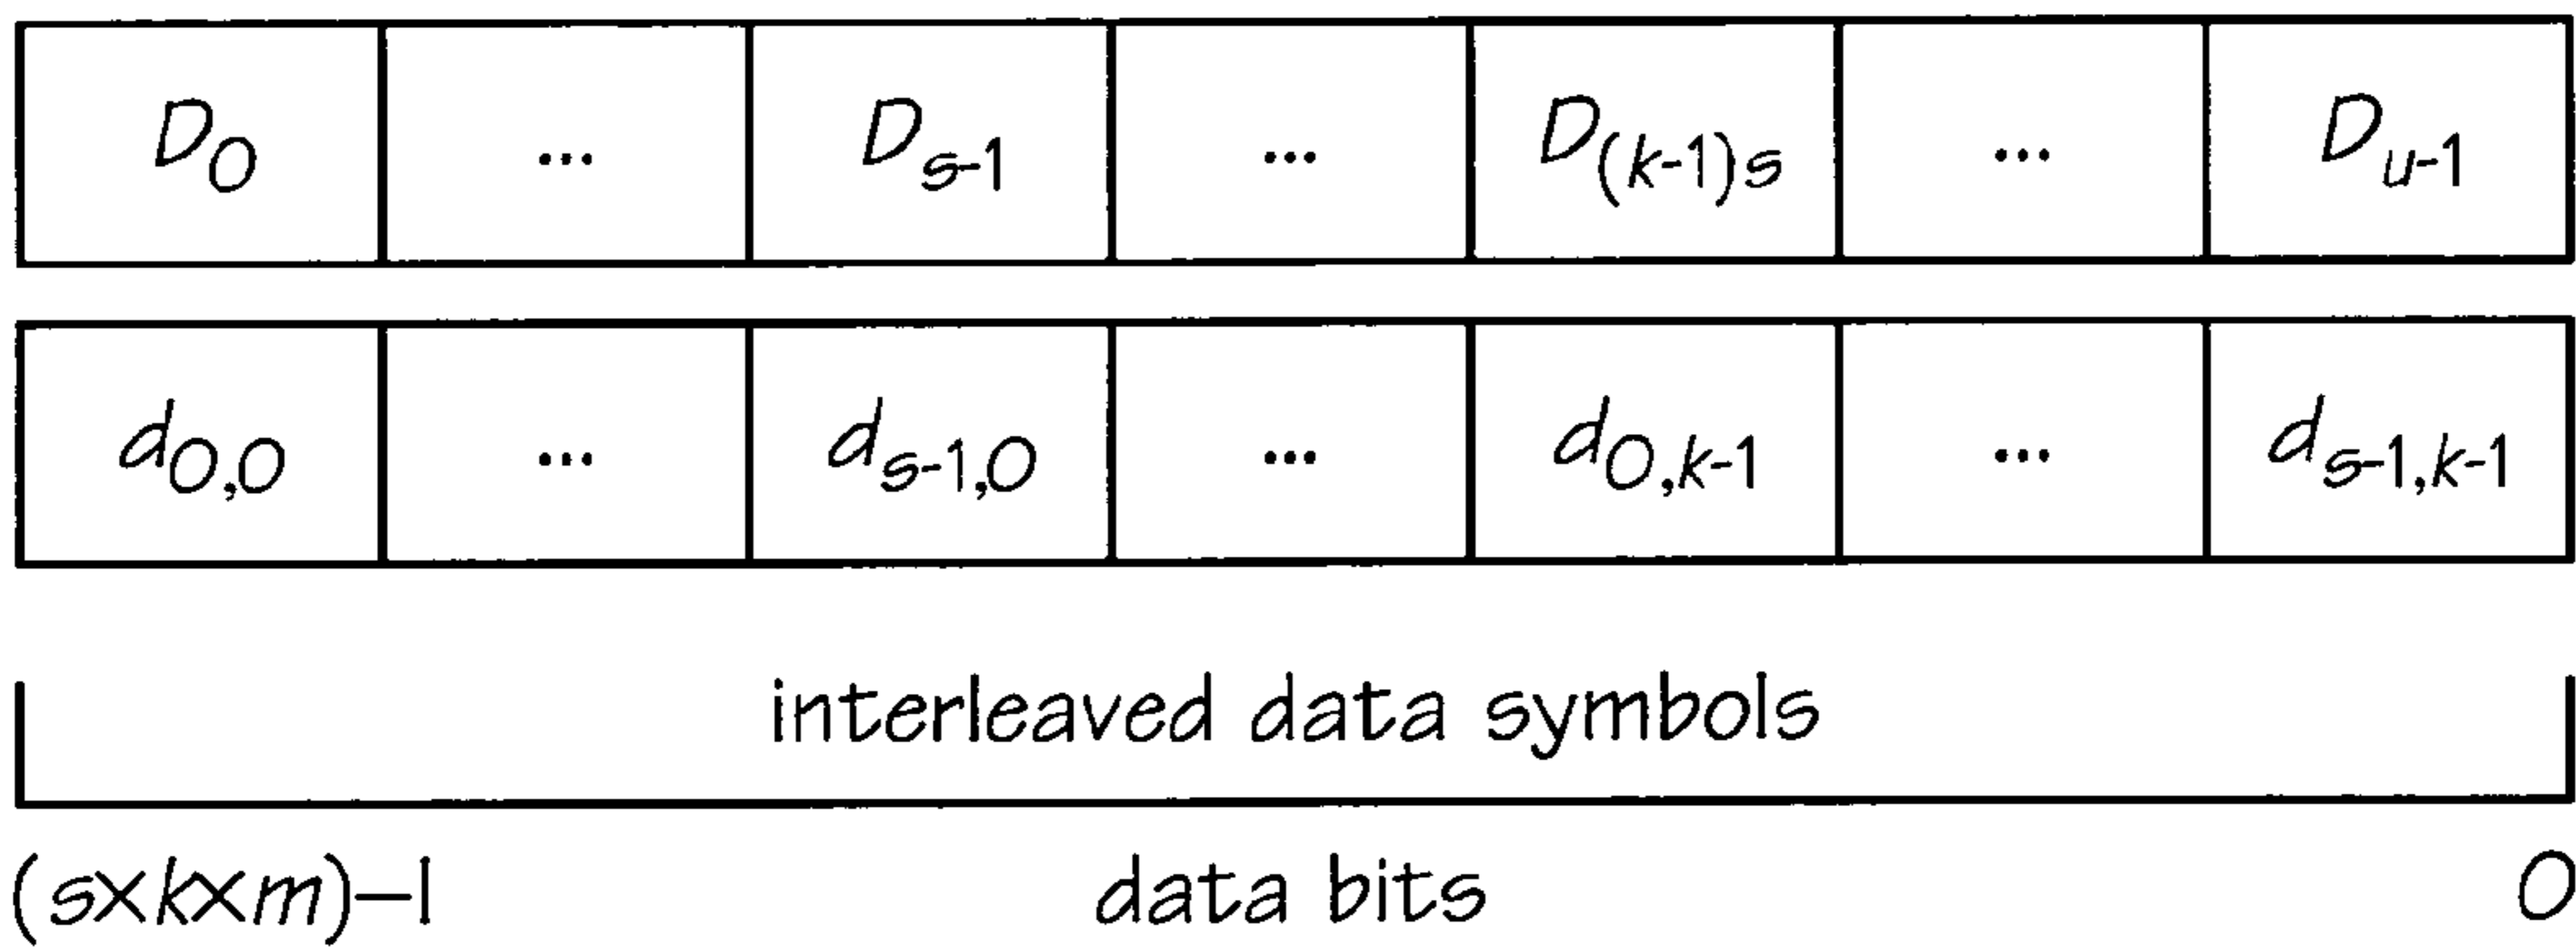 D₀ ... Dₛ₋₁ ... D₍ₖ₋₁₎ₛ ... Dᵤ₋₁
d₀,₀ ... dₛ₋₁,₀ ... d₀,ₖ₋₁ ... dₛ₋₁,ₖ₋₁
interleaved data symbols
(s×k×m)–1 data bits 0